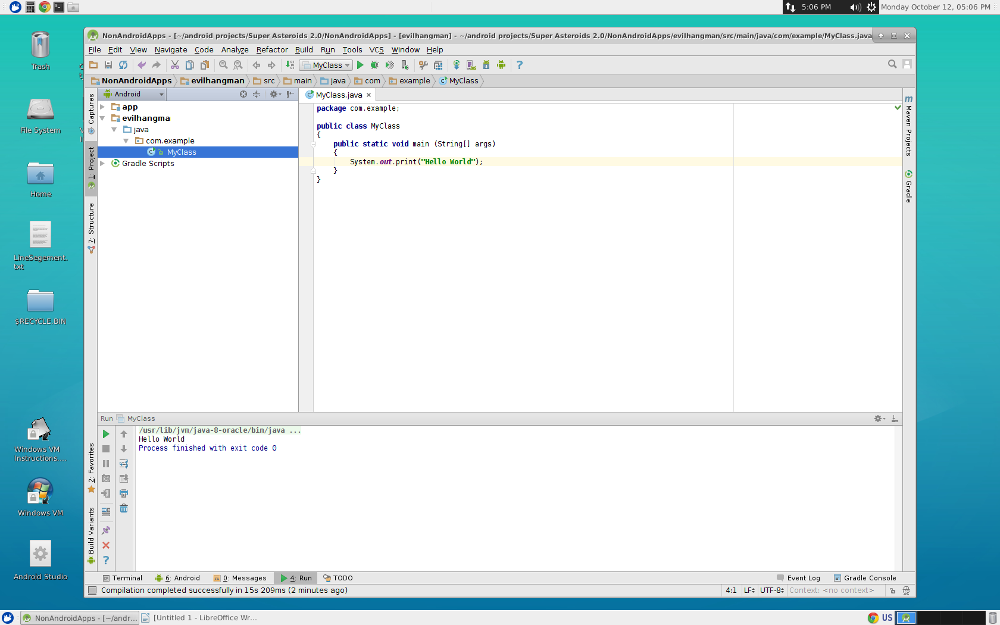 5:06 PM
Monday October 12, 05:06 PM
NonAndroidApps - [~/android projects/Super Asteroids 2.0/NonAndroidApps] - [evilhangman] - ~/android projects/Super Asteroids 2.0/NonAndroidApps/evilhangman/src/main/java/com/example/MyClass.java
File Edit View Navigate Code Analyze Refactor Build Run Tools VCS Window Help
MyClass
NonAndroidApps evilhangman src main java com example MyClass
Android
MyClass.java
app
evilhangma
java
com.example
MyClass
Gradle Scripts
package com.example;
public class MyClass
{
public static void main (String[] args)
{
System.out.print("Hello World");
}
}
Captures
1: Project
7: Structure
2: Favorites
Build Variants
m
Maven Projects
Gradle
Run MyClass
/usr/lib/jvm/java-8-oracle/bin/java ...
Hello World
Process finished with exit code 0
Terminal 6: Android 0: Messages 4: Run TODO
Event Log Gradle Console
Compilation completed successfully in 15s 209ms (2 minutes ago)
4:1 LF UTF-8 Context: <no context>
Trash
File System
Home
LineSegement.
txt
$RECYCLE.BIN
Windows VM
Instructions....
Windows VM
Android Studio
NonAndroidApps - [~/andr...
[Untitled 1 - LibreOffice Wr...
US